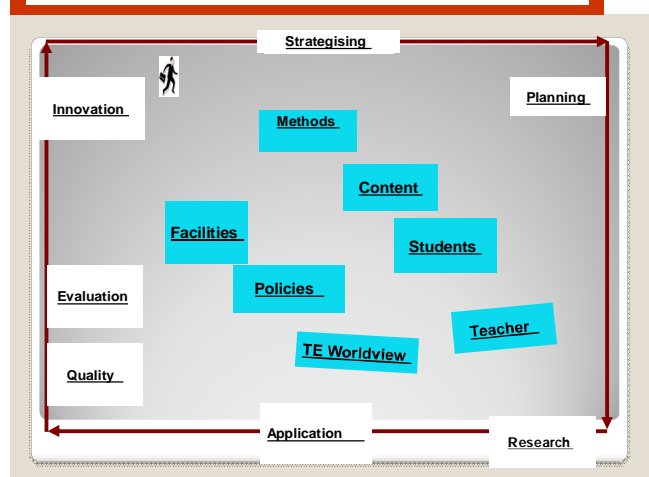 Strategising
Innovation
Planning
Methods
Content
Facilities
Students
Evaluation
Policies
Teacher
TE Worldview
Quality
Application
Research